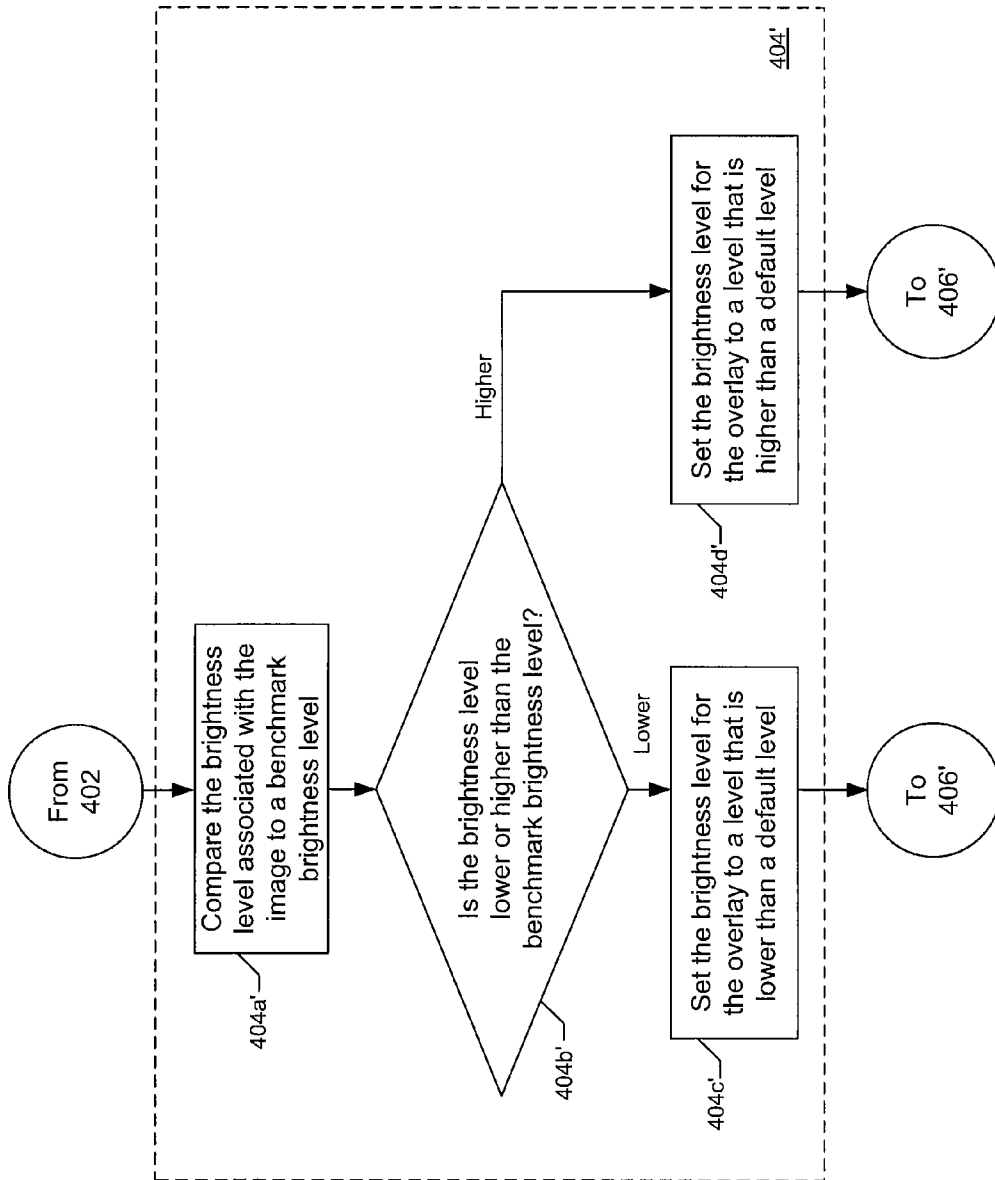 From
402
Compare the brightness
level associated with the
image to a benchmark
brightness level
404a'
Is the brightness level
lower or higher than the
benchmark brightness level?
404b'
Higher
Lower
Set the brightness level for
the overlay to a level that is
lower than a default level
404c'
Set the brightness level for
the overlay to a level that is
higher than a default level
404d'
404'
To
406'
To
406'